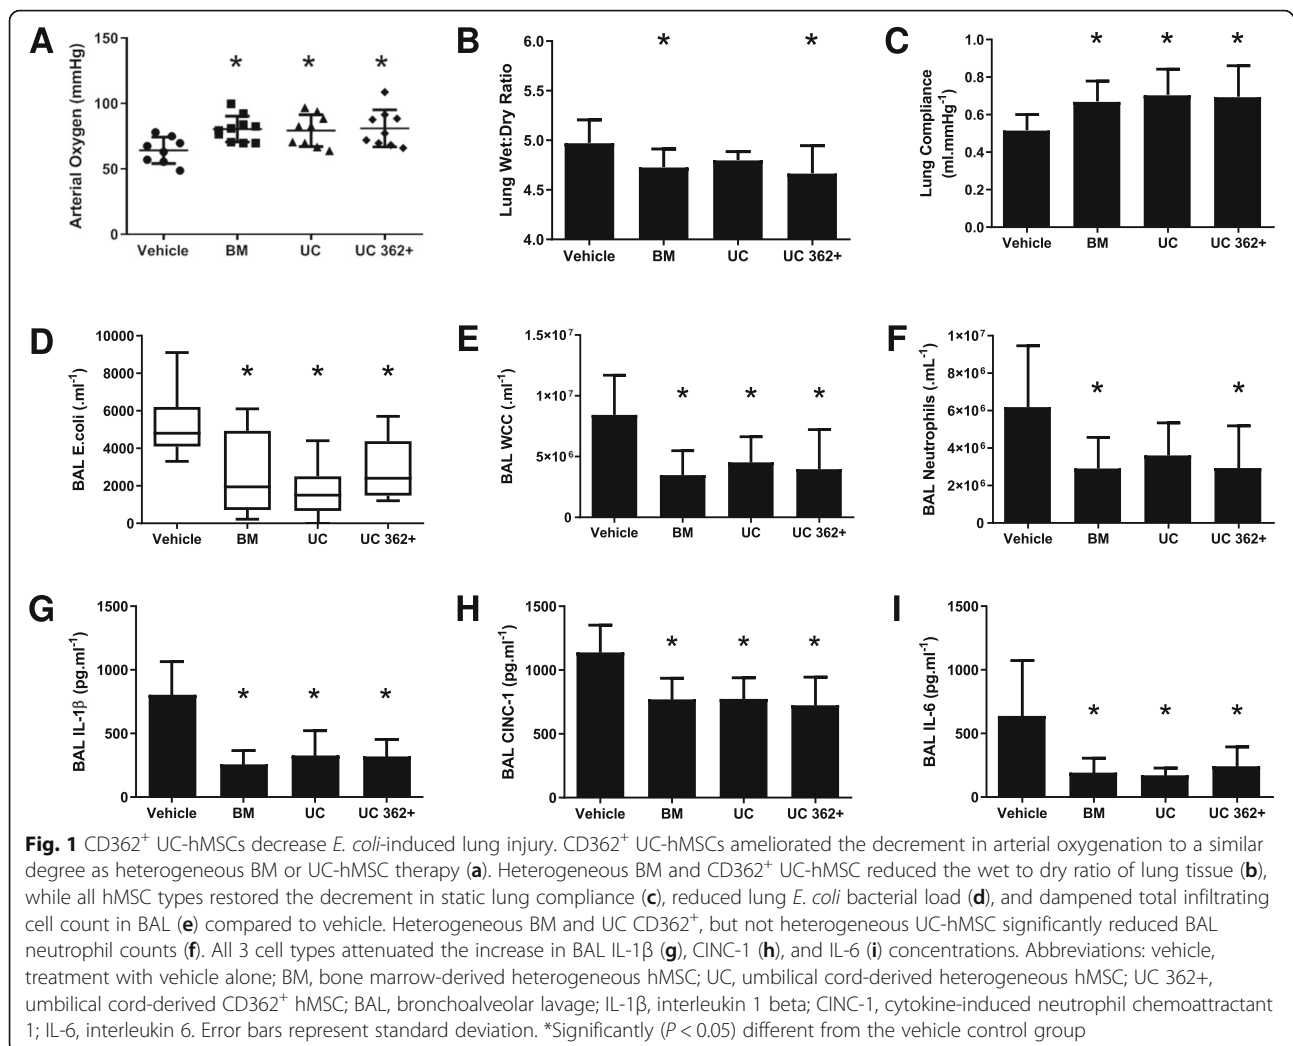 A
Arterial Oxygen (mmHg)
150
100
50
0
Vehicle
BM
UC
UC 362+
*
*
*
B
Lung Wet:Dry Ratio
6.0
5.5
5.0
4.5
4.0
Vehicle
BM
UC
UC 362+
*
*
C
Lung Compliance
(ml.mmHg⁻¹)
1.0
0.8
0.6
0.4
0.2
0.0
Vehicle
BM
UC
UC 362+
*
*
*
D
BAL E.coli (.ml⁻¹)
10000
8000
6000
4000
2000
0
Vehicle
BM
UC
UC 362+
*
*
*
E
BAL WCC (.ml⁻¹)
1.5×10⁷
1×10⁷
5×10⁶
0
Vehicle
BM
UC
UC 362+
*
*
*
F
BAL Neutrophils (.mL⁻¹)
1×10⁷
8×10⁶
6×10⁶
4×10⁶
2×10⁶
0
Vehicle
BM
UC
UC 362+
*
*
G
BAL IL-1β (pg.ml⁻¹)
1500
1000
500
0
Vehicle
BM
UC
UC 362+
*
*
*
H
BAL CINC-1 (pg.ml⁻¹)
1500
1000
500
0
Vehicle
BM
UC
UC 362+
*
*
*
I
BAL IL-6 (pg.ml⁻¹)
1500
1000
500
0
Vehicle
BM
UC
UC 362+
*
*
*
Fig. 1 CD362⁺ UC-hMSCs decrease E. coli-induced lung injury. CD362⁺ UC-hMSCs ameliorated the decrement in arterial oxygenation to a similar
degree as heterogeneous BM or UC-hMSC therapy (a). Heterogeneous BM and CD362⁺ UC-hMSC reduced the wet to dry ratio of lung tissue (b),
while all hMSC types restored the decrement in static lung compliance (c), reduced lung E. coli bacterial load (d), and dampened total infiltrating
cell count in BAL (e) compared to vehicle. Heterogeneous BM and UC CD362⁺, but not heterogeneous UC-hMSC significantly reduced BAL
neutrophil counts (f). All 3 cell types attenuated the increase in BAL IL-1β (g), CINC-1 (h), and IL-6 (i) concentrations. Abbreviations: vehicle,
treatment with vehicle alone; BM, bone marrow-derived heterogeneous hMSC; UC, umbilical cord-derived heterogeneous hMSC; UC 362+,
umbilical cord-derived CD362⁺ hMSC; BAL, bronchoalveolar lavage; IL-1β, interleukin 1 beta; CINC-1, cytokine-induced neutrophil chemoattractant
1; IL-6, interleukin 6. Error bars represent standard deviation. *Significantly (P < 0.05) different from the vehicle control group